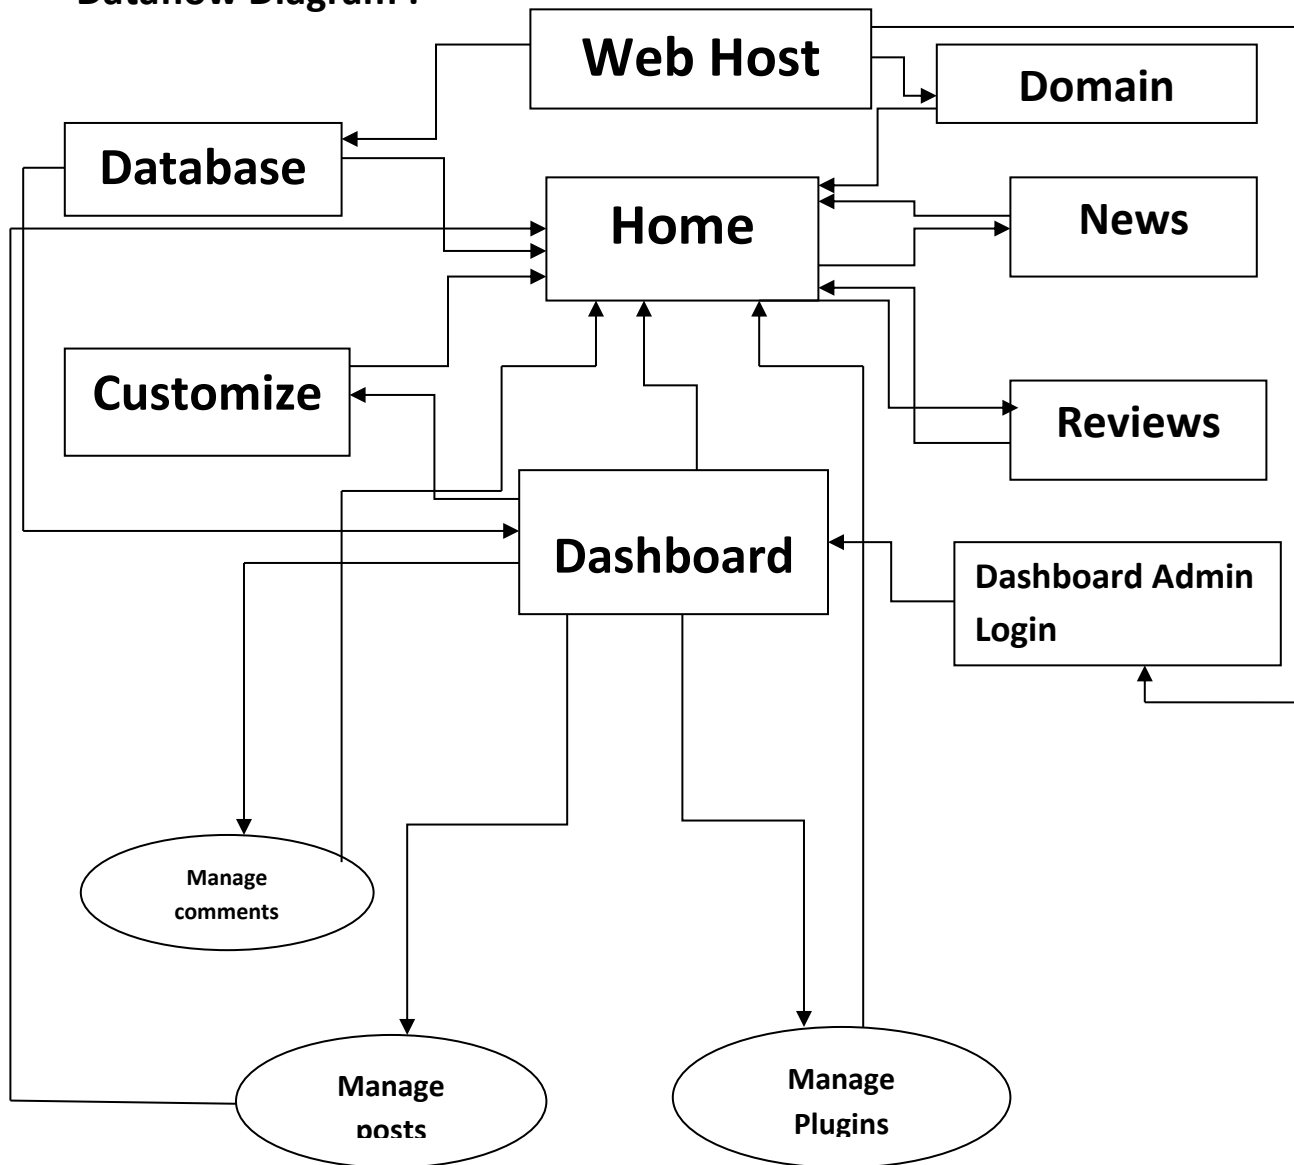 Dataflow Diagram :
Web Host
Domain
Database
Home
News
Customize
Reviews
Dashboard
Dashboard Admin
Login
Manage
comments
Manage
posts
Manage
Plugins